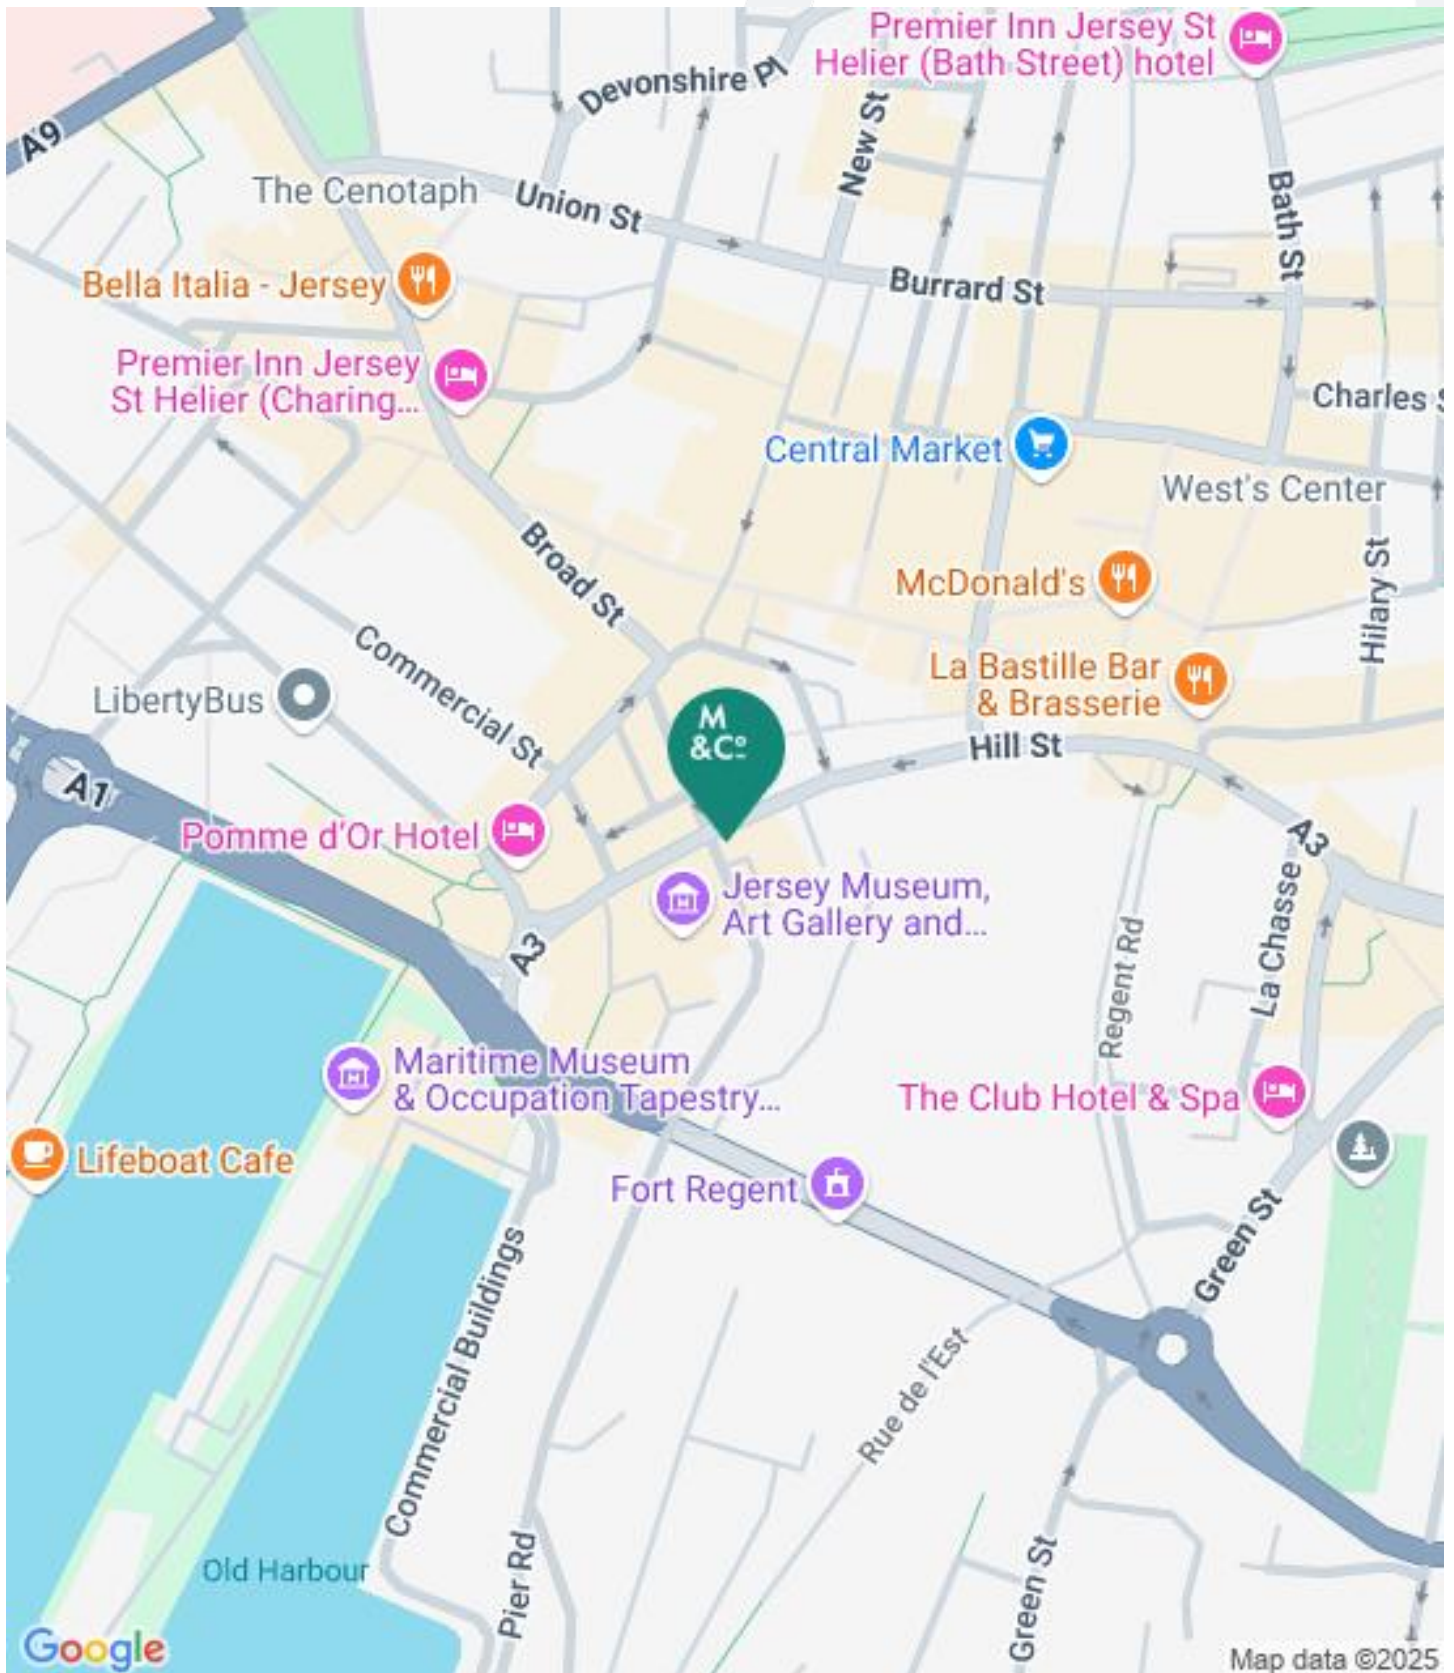 Premier Inn Jersey St
Helier (Bath Street) hotel
Devonshire Pl
New St
A9
The Cenotaph
Union St
Bath St
Bella Italia - Jersey
Burrard St
Premier Inn Jersey
St Helier (Charing...
Charles S
Central Market
West's Center
Broad St
McDonald's
Hilary St
Commercial St
La Bastille Bar
& Brasserie
LibertyBus
M
&Cº
Hill St
A1
Pomme d'Or Hotel
A3
La Chasse
Jersey Museum,
Art Gallery and...
A3
Regent Rd
Maritime Museum
& Occupation Tapestry...
The Club Hotel & Spa
Lifeboat Cafe
Fort Regent
Green St
Commercial Buildings
Rue de l'Est
Old Harbour
Pier Rd
Green St
Google
Map data ©2025